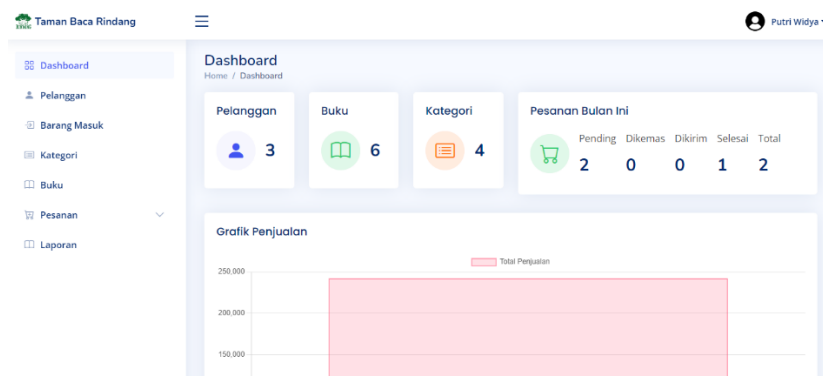 Taman Baca Rindang
Putri Widya
Dashboard
Pelanggan
Barang Masuk
Kategori
Buku
Pesanan
Laporan
Dashboard
Home / Dashboard
Pelanggan
3
Buku
6
Kategori
4
Pesanan Bulan Ini
Pending Dikemas Dikirim Selesai Total
2 0 0 1 2
Grafik Penjualan
Total Penjualan
250,000
200,000
150,000